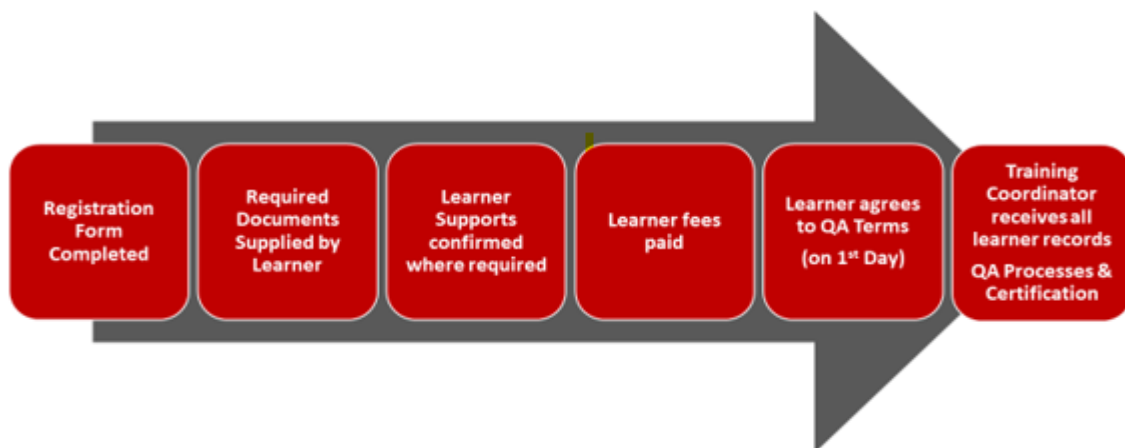 Registration
Form
Completed
Required
Documents
Supplied by
Learner
Learner
Supports
confirmed
where required
Learner fees
paid
Learner agrees
to QA Terms
(on 1st Day)
Training
Coordinator
receives all
learner records
QA Processes &
Certification